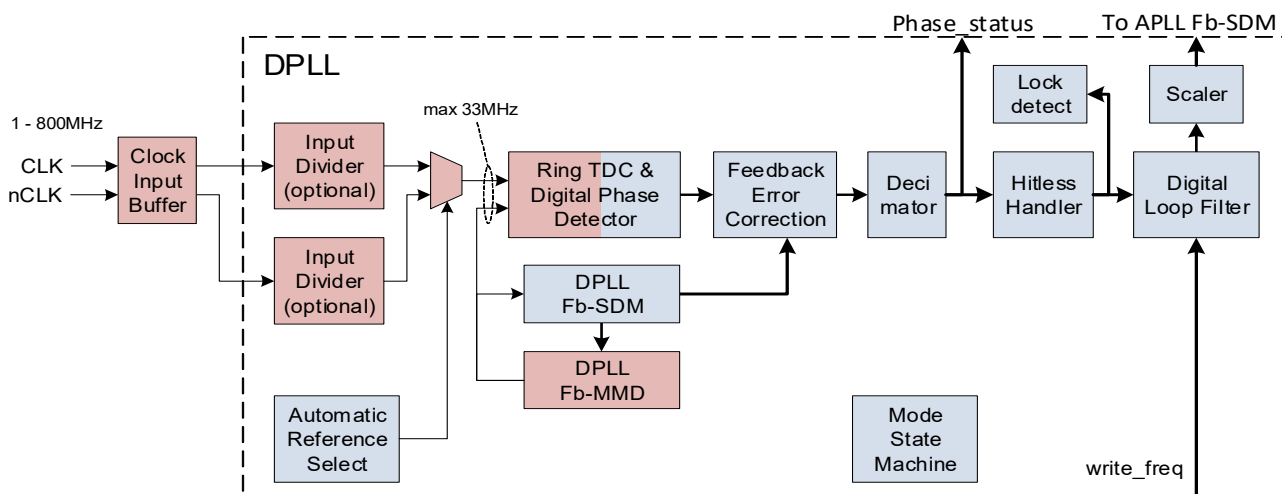 Phase_status
To APLL Fb-SDM
DPLL
1 - 800MHz
CLK
nCLK
Clock
Input
Buffer
Input
Divider
(optional)
Input
Divider
(optional)
max 33MHz
Ring TDC &
Digital Phase
Detector
Feedback
Error
Correction
Deci
mator
Lock
detect
Hitless
Handler
Scaler
Digital
Loop Filter
DPLL
Fb-SDM
DPLL
Fb-MMD
Automatic
Reference
Select
Mode
State
Machine
write_freq